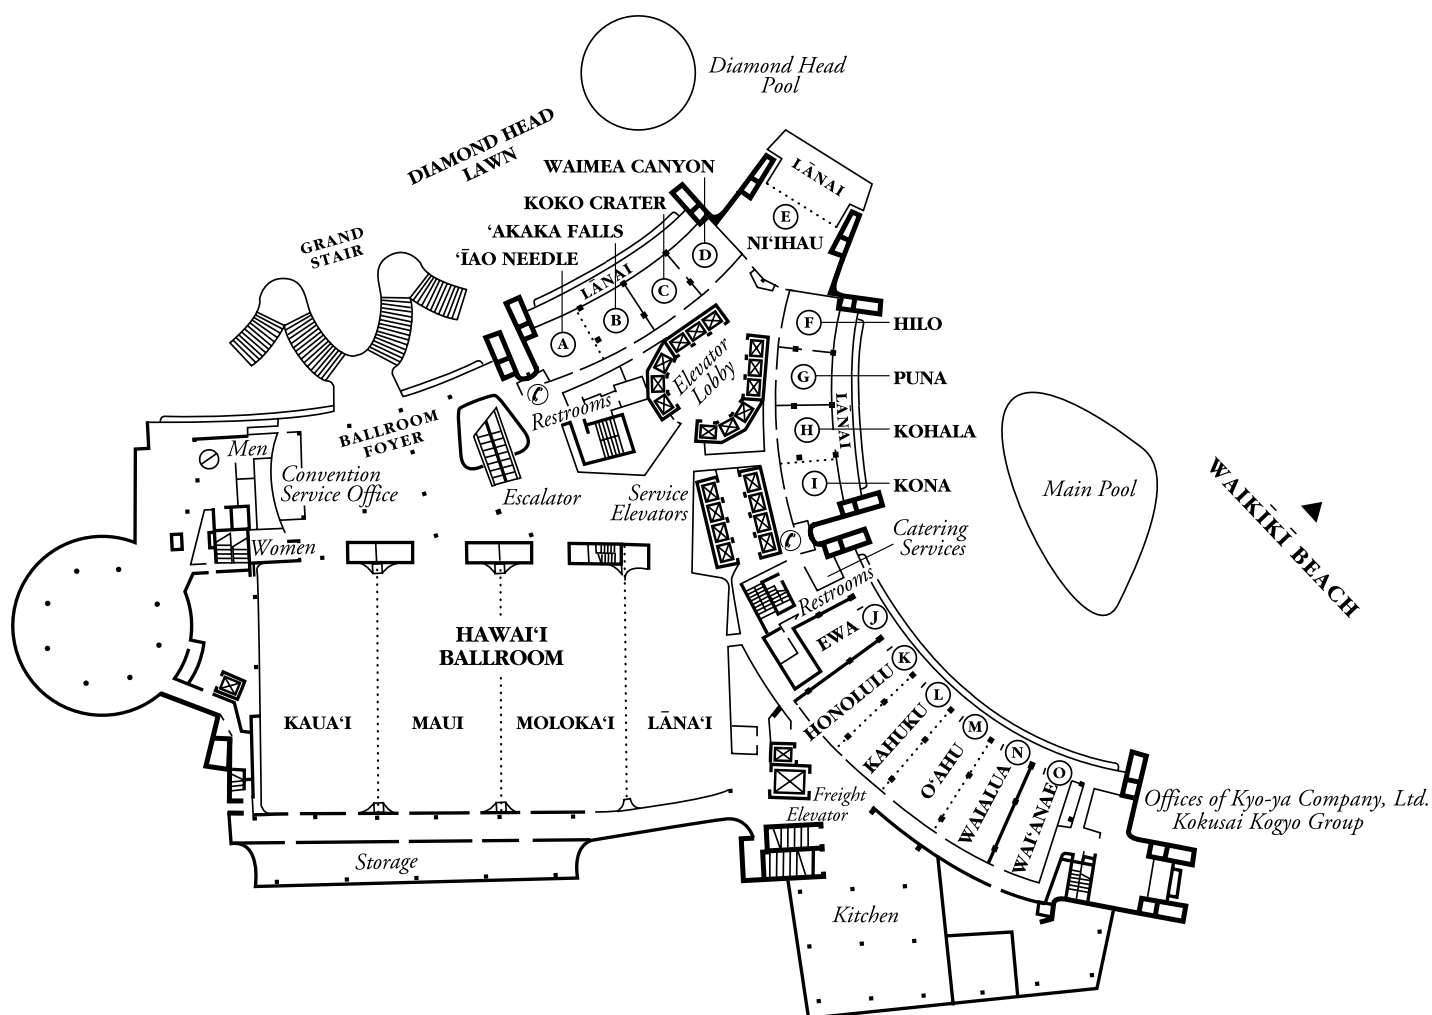 Diamond Head
Pool
DIAMOND HEAD
LAWN
WAIMEA CANYON
KOKO CRATER
ʻAKAKA FALLS
ʻĪAO NEEDLE
GRAND
STAIR
LĀNAI
E
NIʻIHAU
LĀNAI
D
C
B
A
F
HILO
G
PUNA
H
KOHALA
I
KONA
LĀNAI
Elevator
Lobby
Restrooms
BALLROOM
FOYER
Men
Convention
Service Office
Women
Escalator
Service
Elevators
Main Pool
WAIKĪKĪ BEACH
Catering
Services
Restrooms
J
EWA
K
HONOLULU
L
KAHUKU
M
OʻAHU
N
WAIALUA
O
WAIʻANAE
HAWAIʻI
BALLROOM
KAUAʻI
MAUI
MOLOKAʻI
LĀNAʻI
Freight
Elevator
Offices of Kyo-ya Company, Ltd.
Kokusai Kogyo Group
Storage
Kitchen